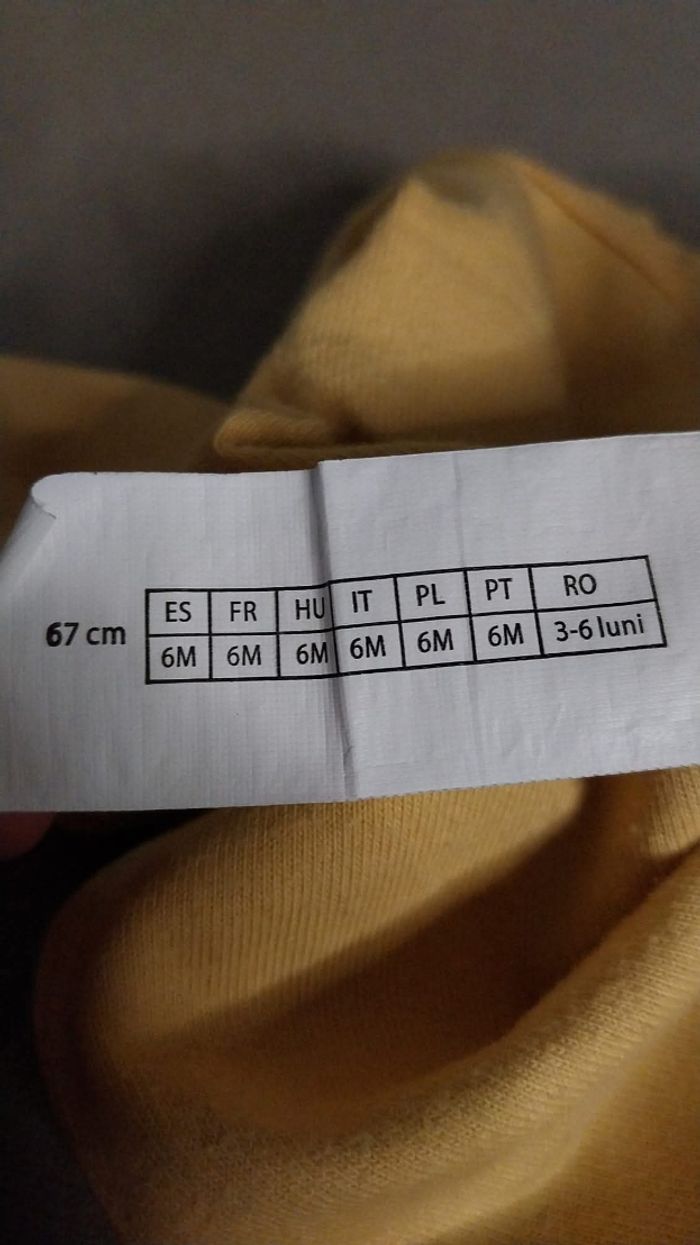 67 cm
ES FR HU IT PL PT RO
6M 6M 6M 6M 6M 6M 3-6 luni